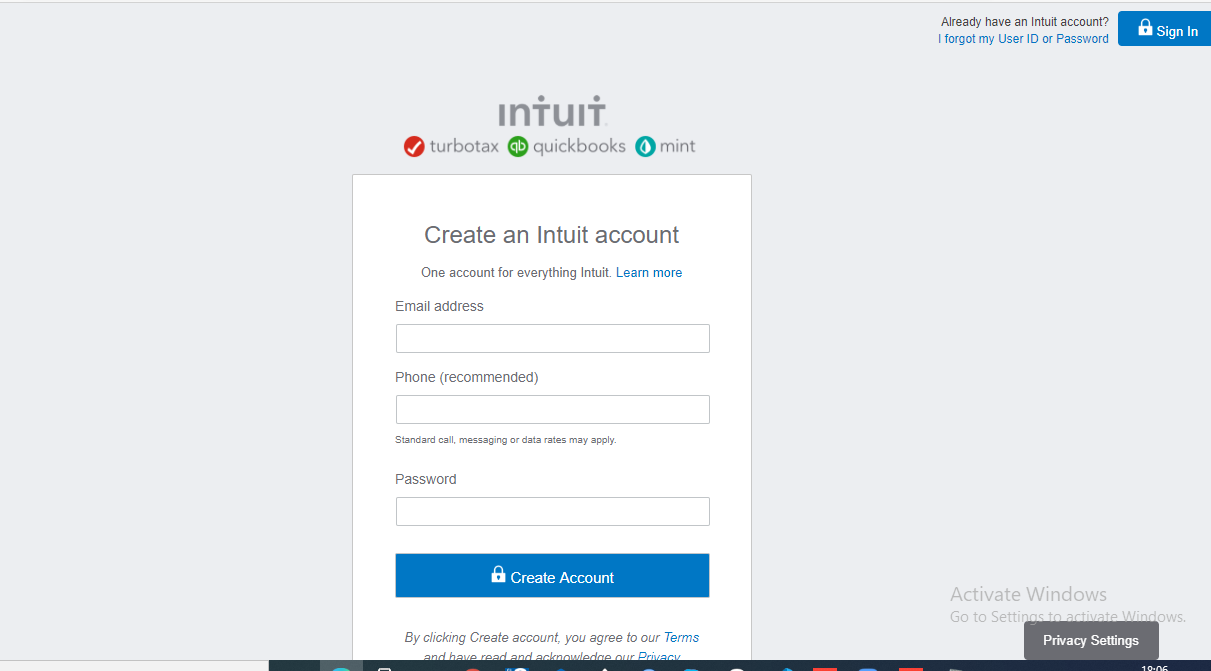 Already have an Intuit account?
I forgot my User ID or Password
Sign In
intuit
turbotax qb quickbooks mint
Create an Intuit account
One account for everything Intuit. Learn more
Email address
Phone (recommended)
Standard call, messaging or data rates may apply.
Password
Create Account
By clicking Create account, you agree to our Terms
and have read and acknowledge our Privacy
Activate Windows
Go to Settings to activate Windows.
Privacy Settings
18:06